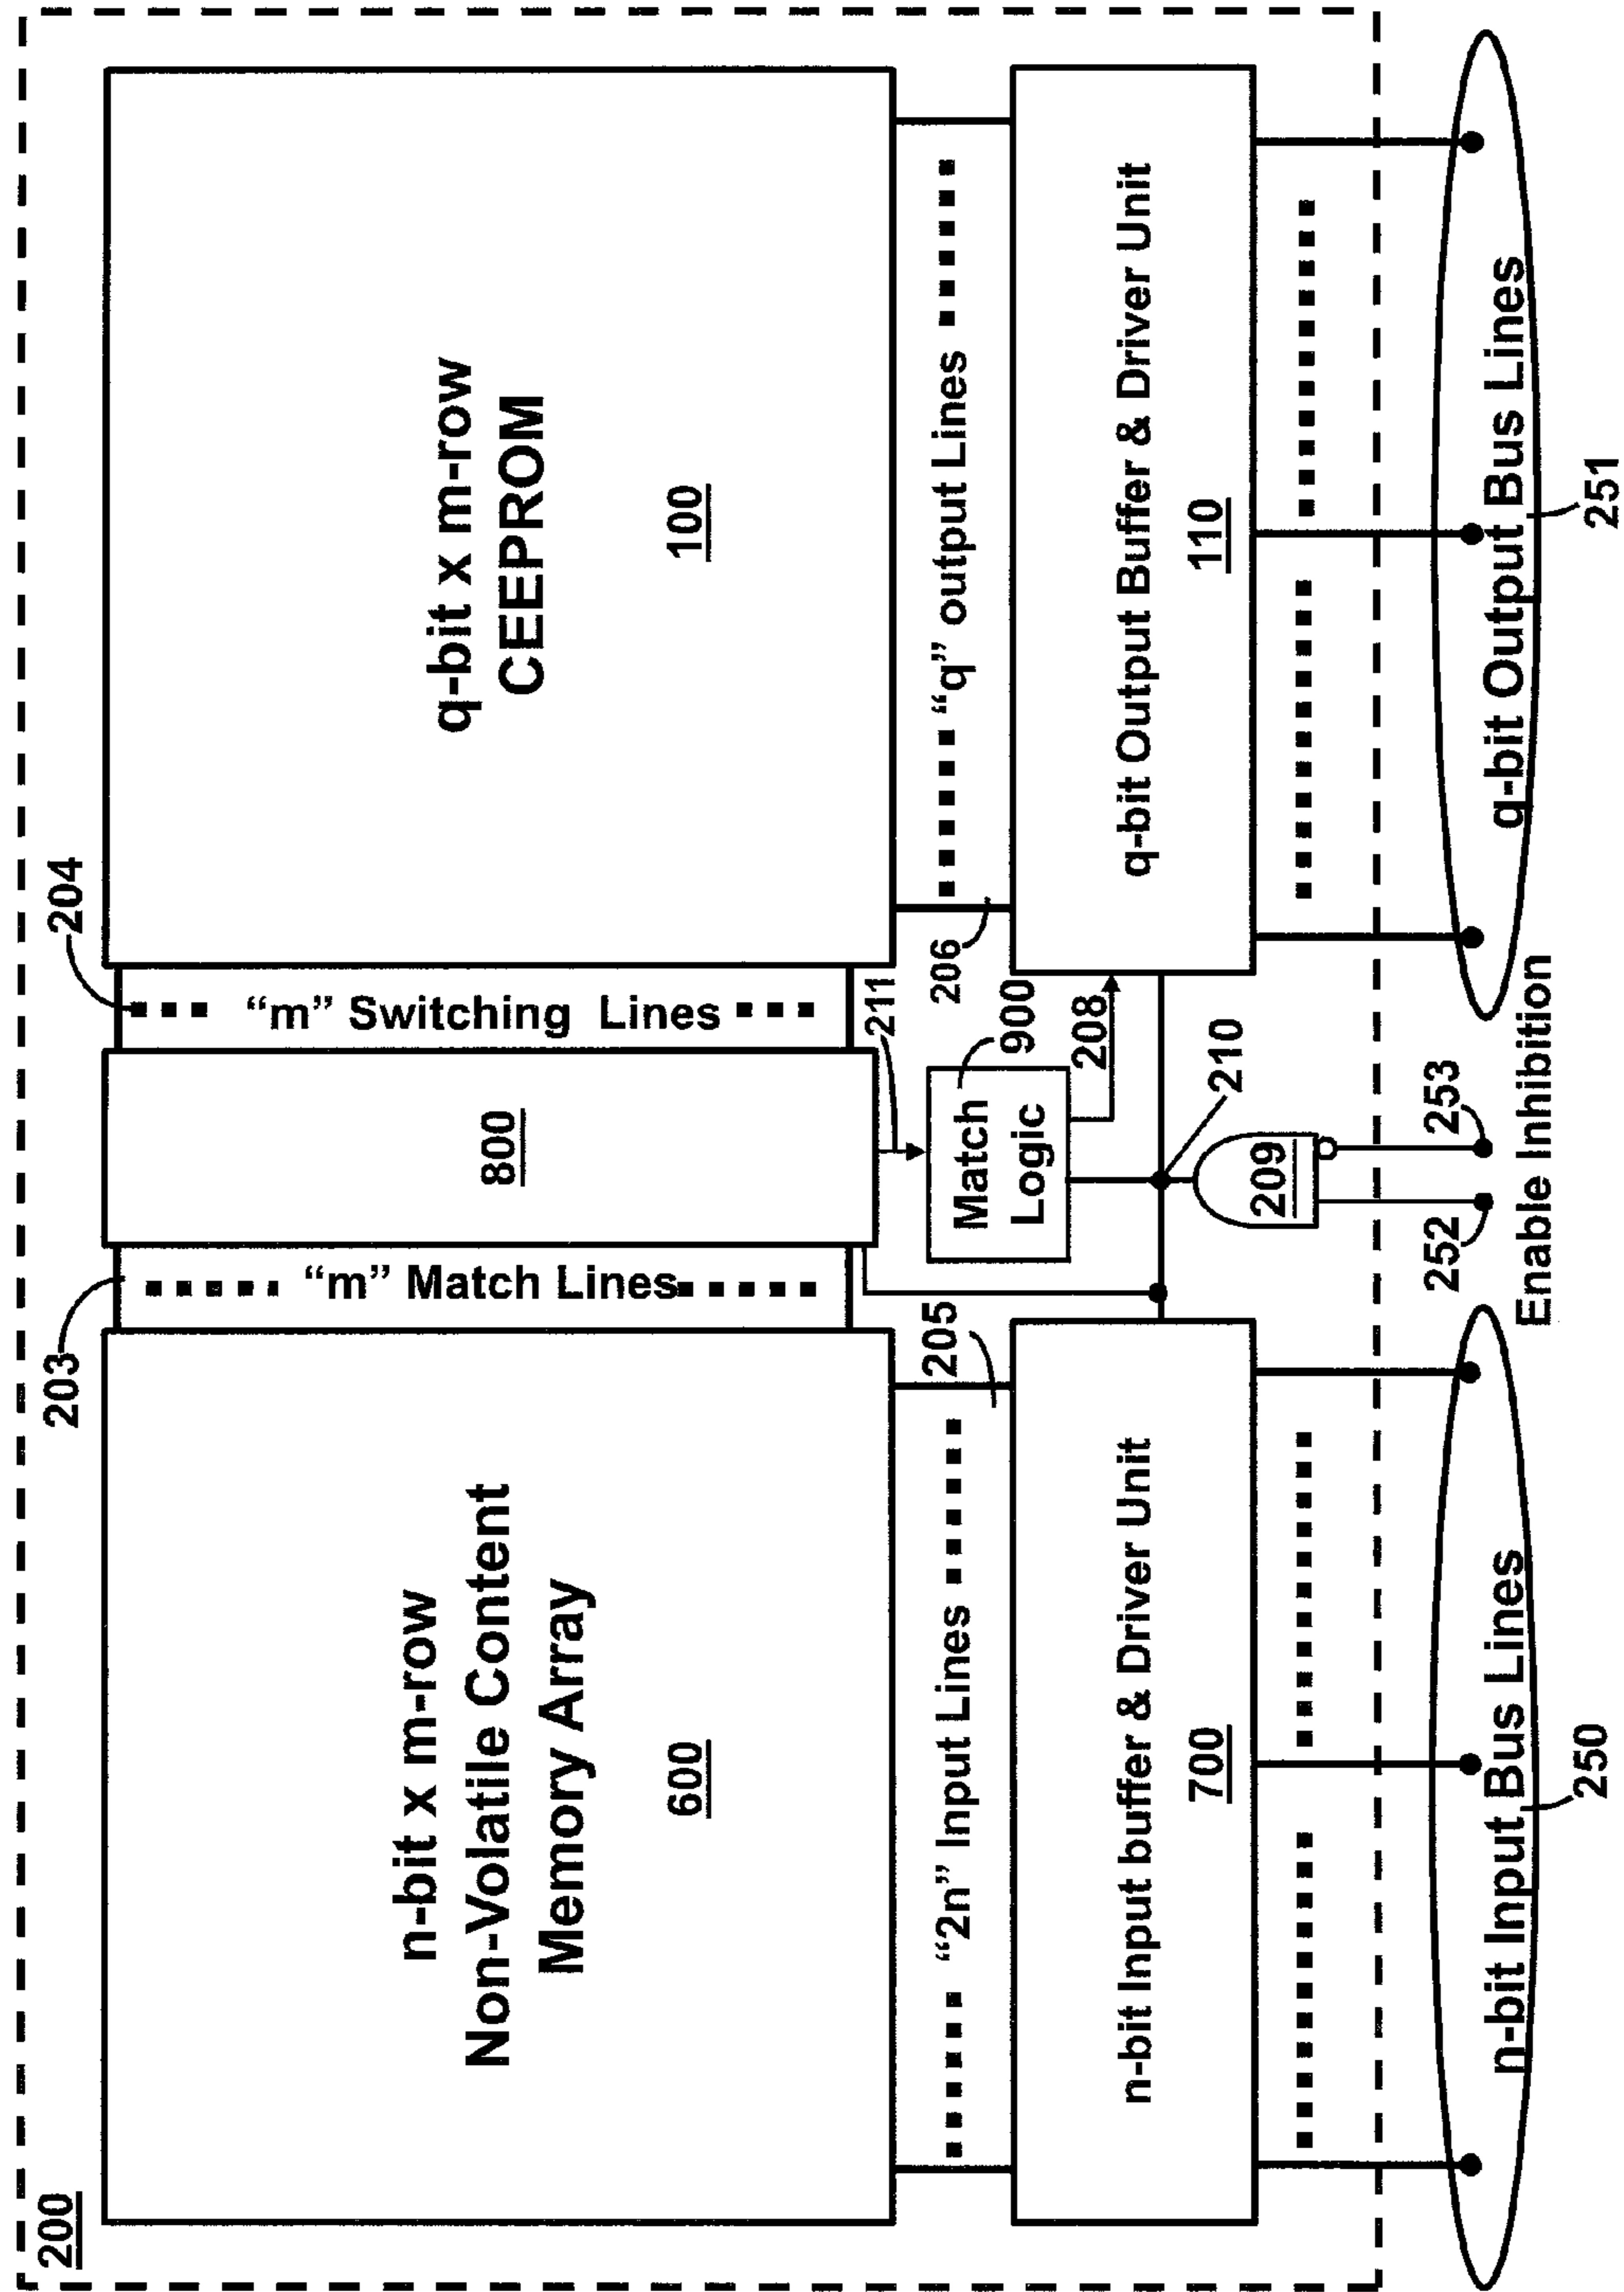 200
203
204
n-bit x m-row
Non-Volatile Content
Memory Array
600
"m" Match Lines
800
"m" Switching Lines
q-bit x m-row
CEEPROM
100
211
"2n" Input Lines
205
Match
Logic
900
206
"q" output Lines
208
n-bit Input buffer & Driver Unit
700
q-bit Output Buffer & Driver Unit
110
210
209
252
253
n-bit Input Bus Lines
Enable Inhibition
q-bit Output Bus Lines
250
251